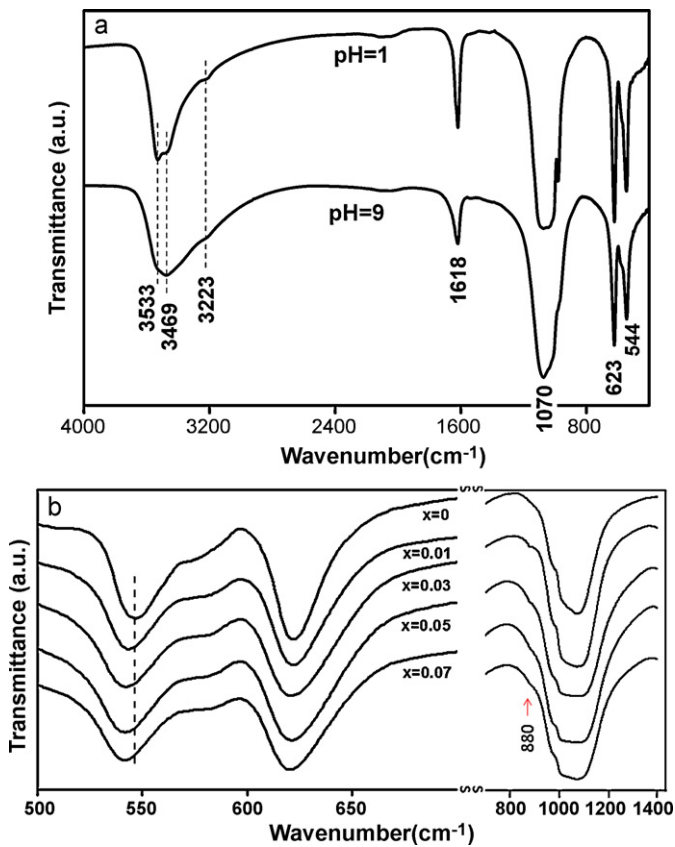 a
pH=1
pH=9
Transmittance (a.u.)
3533
3469
3223
1618
1070
623
544
4000 3200 2400 1600 800
Wavenumber(cm-1)
b
x=0
x=0.01
x=0.03
x=0.05
x=0.07
Transmittance (a.u.)
880
500 550 600 650 800 1000 1200 1400
Wavenumber(cm-1)